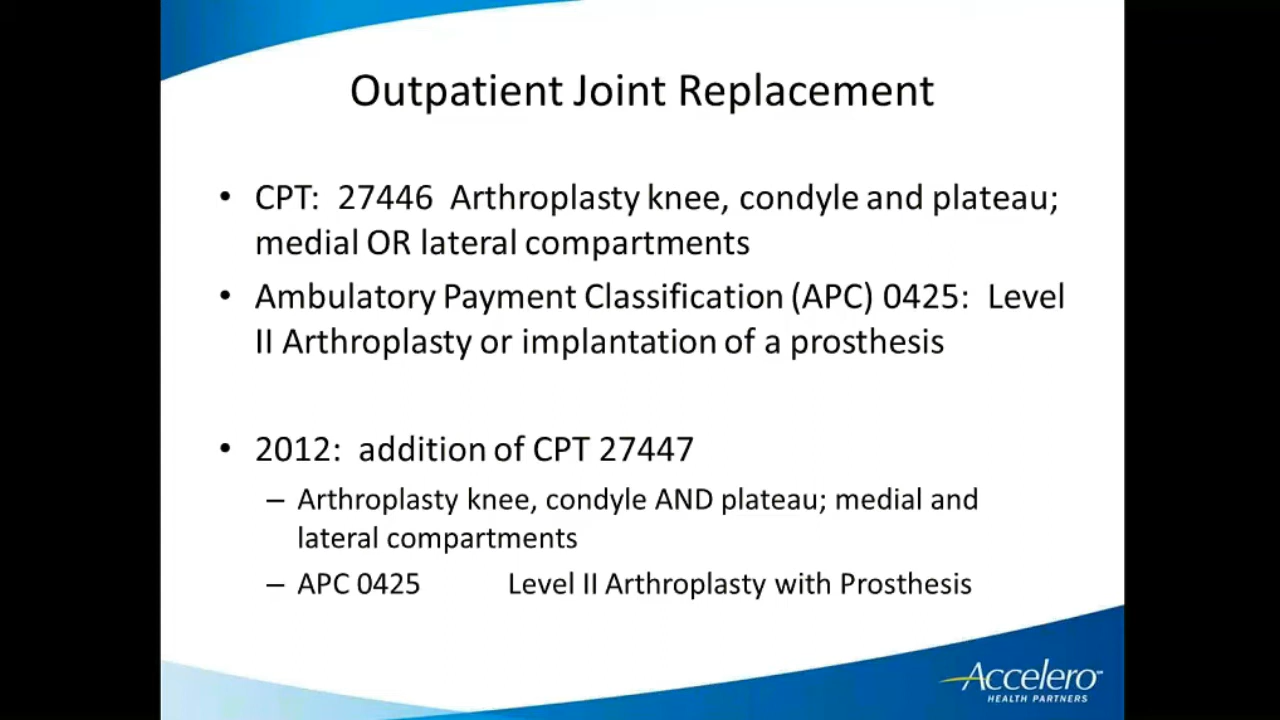 Outpatient Joint Replacement
• CPT: 27446 Arthroplasty knee, condyle and plateau;
medial OR lateral compartments
• Ambulatory Payment Classification (APC) 0425: Level
II Arthroplasty or implantation of a prosthesis
• 2012: addition of CPT 27447
– Arthroplasty knee, condyle AND plateau; medial and
lateral compartments
– APC 0425 Level II Arthroplasty with Prosthesis
Accelero™
HEALTH PARTNERS